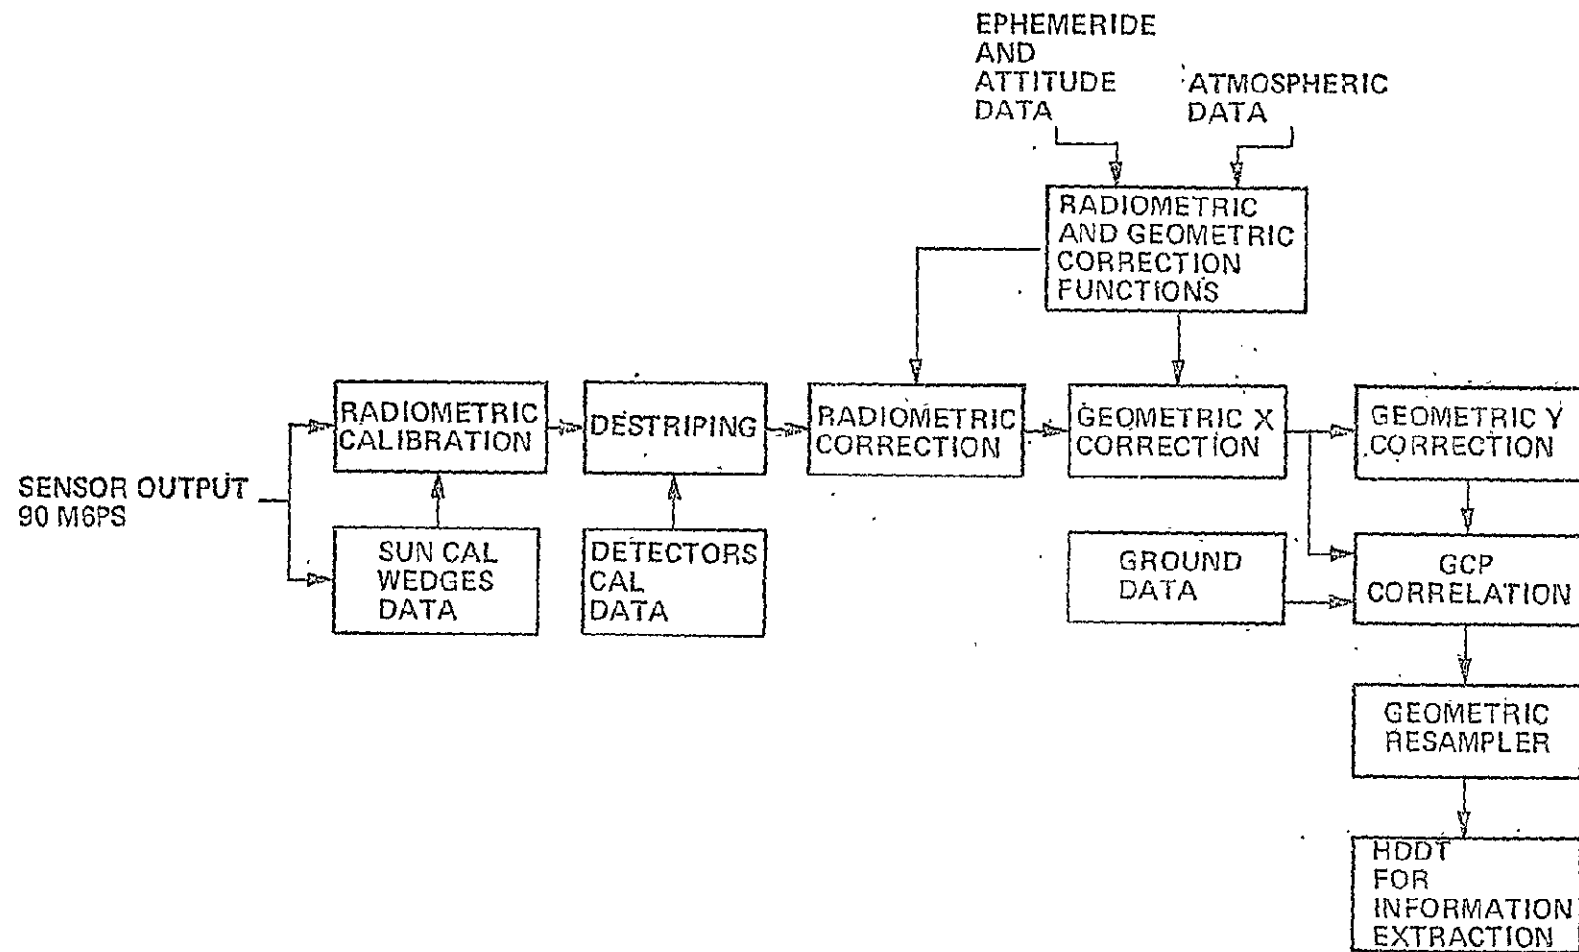 EPHEMERIDE
AND
ATTITUDE
DATA
ATMOSPHERIC
DATA
RADIOMETRIC
AND GEOMETRIC
CORRECTION
FUNCTIONS
RADIOMETRIC
CALIBRATION
DESTRIPING
RADIOMETRIC
CORRECTION
GEOMETRIC X
CORRECTION
GEOMETRIC Y
CORRECTION
SENSOR OUTPUT
90 M6PS
SUN CAL
WEDGES
DATA
DETECTORS
CAL
DATA
GROUND
DATA
GCP
CORRELATION
GEOMETRIC
RESAMPLER
HDDT
FOR
INFORMATION
EXTRACTION